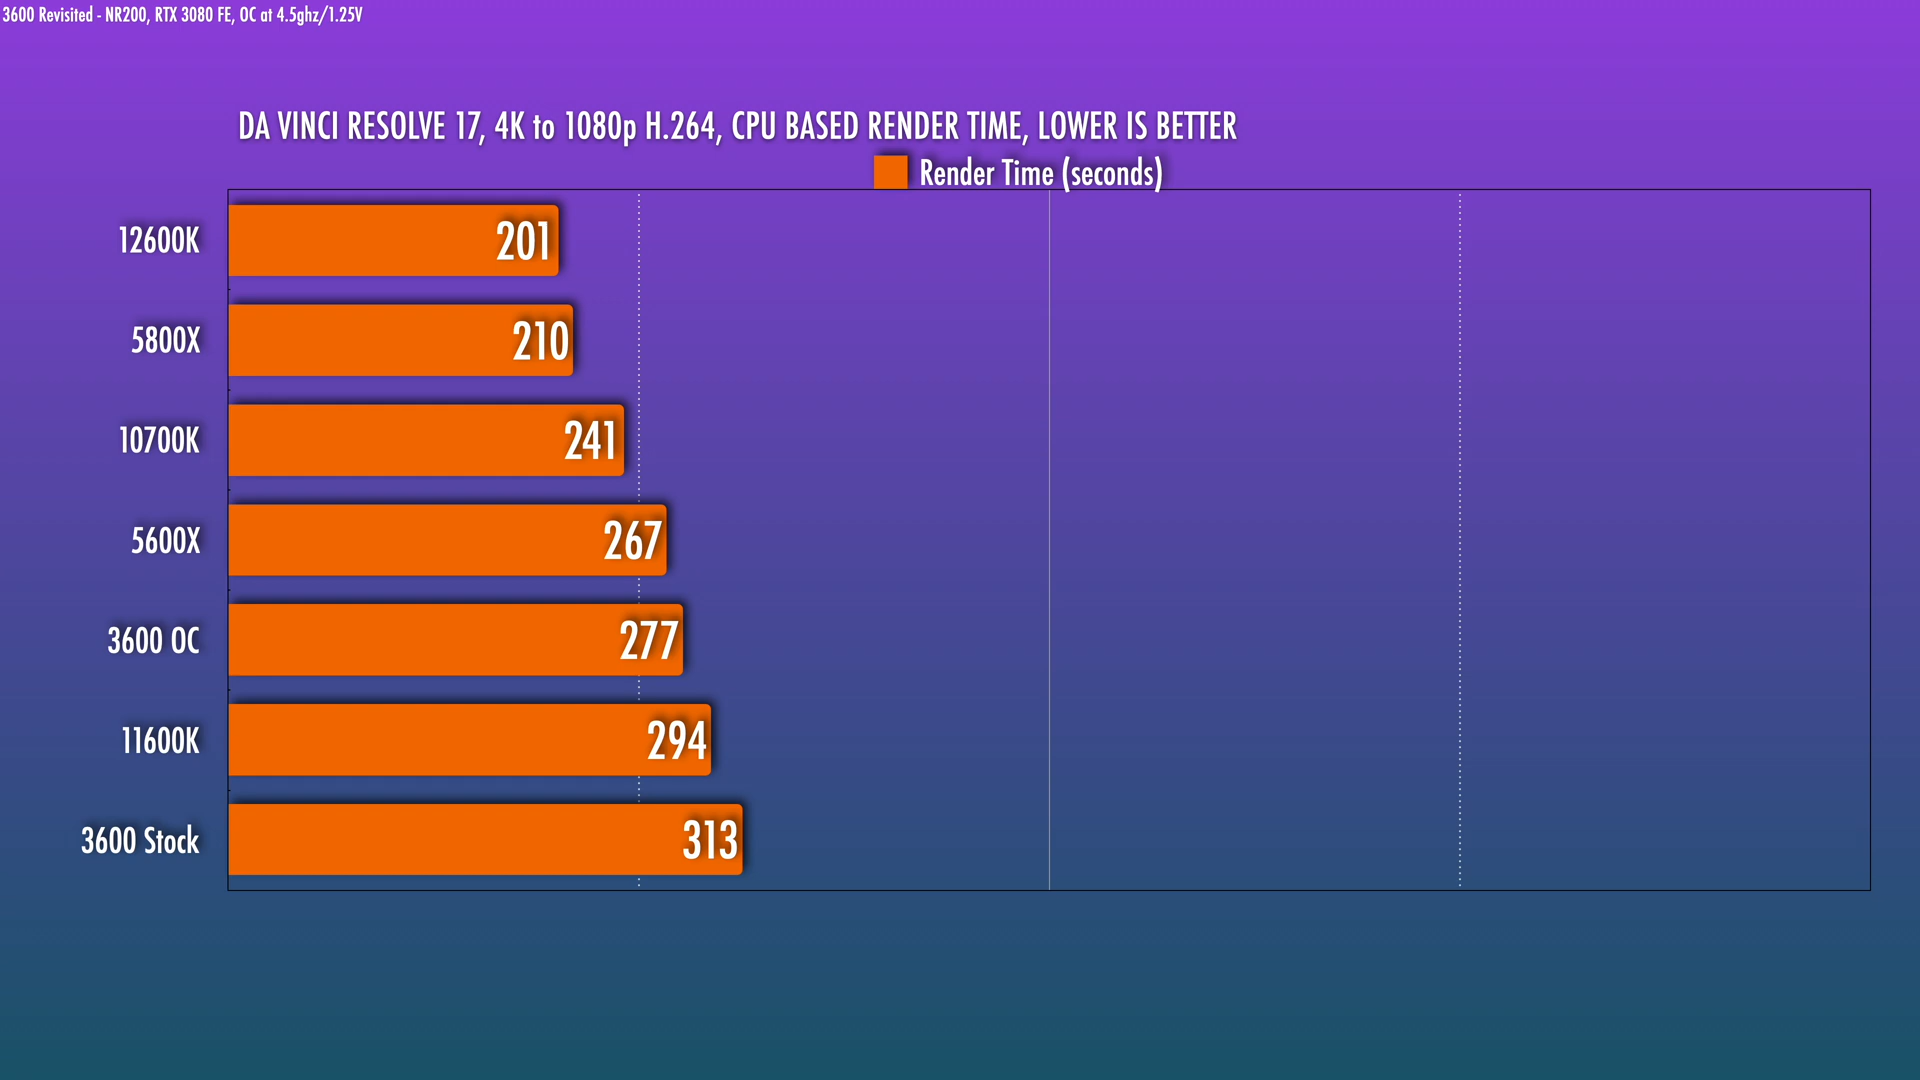 3600 Revisited - NR200, RTX 3080 FE, OC at 4.5ghz/1.25V
DA VINCI RESOLVE 17, 4K to 1080p H.264, CPU BASED RENDER TIME, LOWER IS BETTER
Render Time (seconds)
12600K 201
5800X 210
10700K 241
5600X 267
3600 OC 277
11600K 294
3600 Stock 313